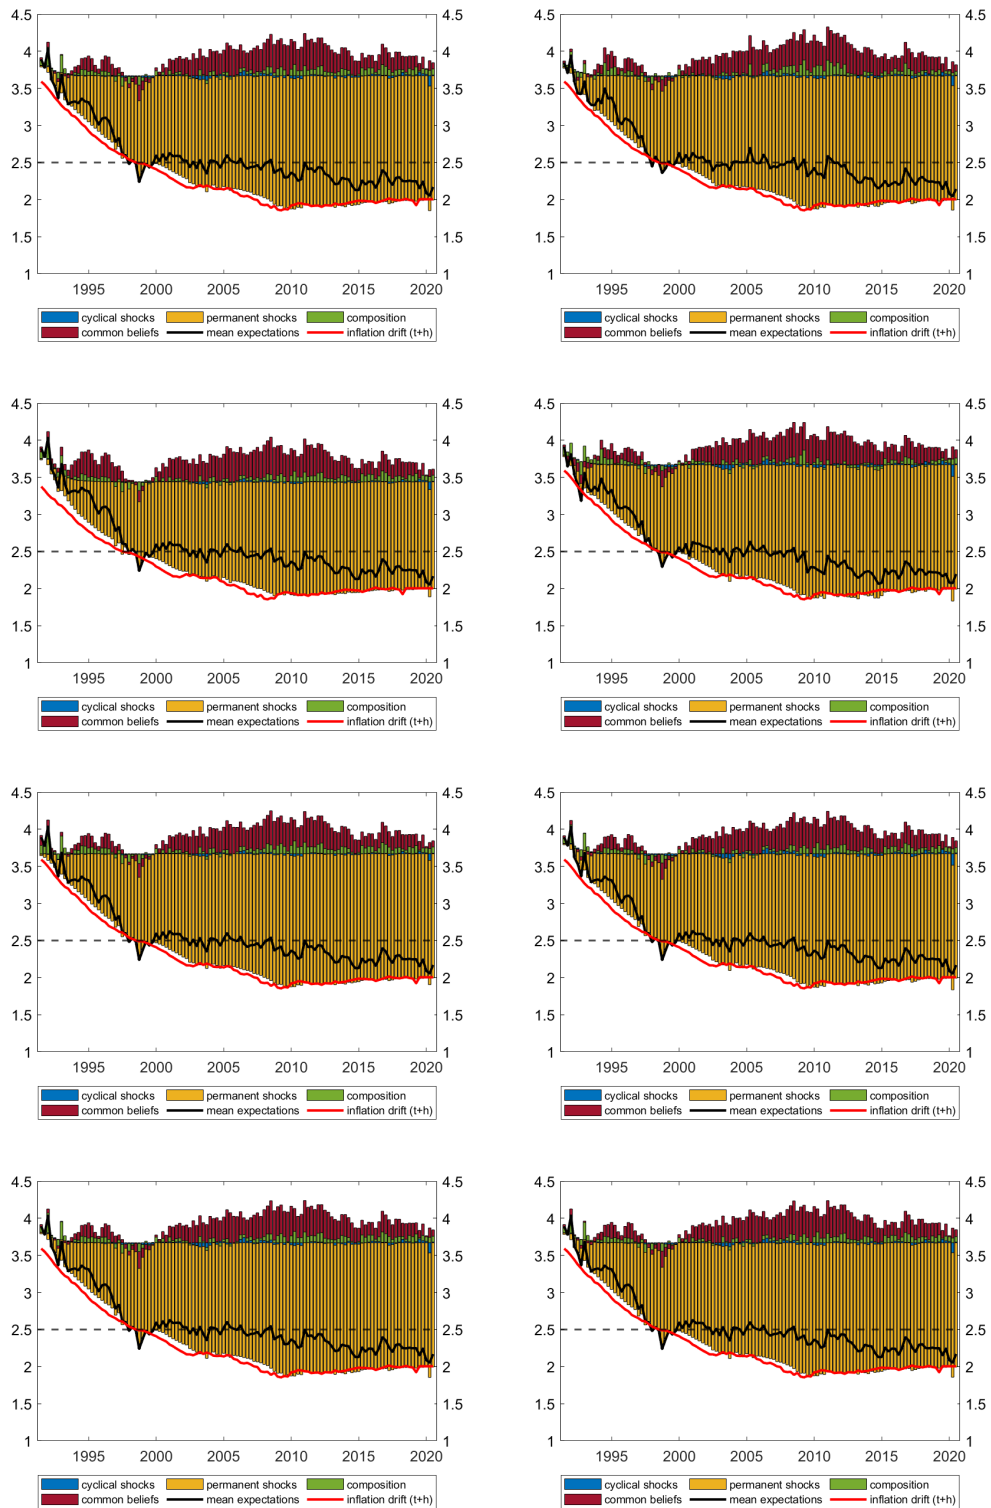 4.5 4.5 4.5 4.5
4 4 4 4
3.5 3.5 3.5 3.5
3 3 3 3
2.5 2.5 2.5 2.5
2 2 2 2
1.5 1.5 1.5 1.5
1 1 1 1
1995 2000 2005 2010 2015 2020 1995 2000 2005 2010 2015 2020
cyclical shocks permanent shocks composition cyclical shocks permanent shocks composition
common beliefs mean expectations inflation drift (t+h) common beliefs mean expectations inflation drift (t+h)
4.5 4.5 4.5 4.5
4 4 4 4
3.5 3.5 3.5 3.5
3 3 3 3
2.5 2.5 2.5 2.5
2 2 2 2
1.5 1.5 1.5 1.5
1 1 1 1
1995 2000 2005 2010 2015 2020 1995 2000 2005 2010 2015 2020
cyclical shocks permanent shocks composition cyclical shocks permanent shocks composition
common beliefs mean expectations inflation drift (t+h) common beliefs mean expectations inflation drift (t+h)
4.5 4.5 4.5 4.5
4 4 4 4
3.5 3.5 3.5 3.5
3 3 3 3
2.5 2.5 2.5 2.5
2 2 2 2
1.5 1.5 1.5 1.5
1 1 1 1
1995 2000 2005 2010 2015 2020 1995 2000 2005 2010 2015 2020
cyclical shocks permanent shocks composition cyclical shocks permanent shocks composition
common beliefs mean expectations inflation drift (t+h) common beliefs mean expectations inflation drift (t+h)
4.5 4.5 4.5 4.5
4 4 4 4
3.5 3.5 3.5 3.5
3 3 3 3
2.5 2.5 2.5 2.5
2 2 2 2
1.5 1.5 1.5 1.5
1 1 1 1
1995 2000 2005 2010 2015 2020 1995 2000 2005 2010 2015 2020
cyclical shocks permanent shocks composition cyclical shocks permanent shocks composition
common beliefs mean expectations inflation drift (t+h) common beliefs mean expectations inflation drift (t+h)